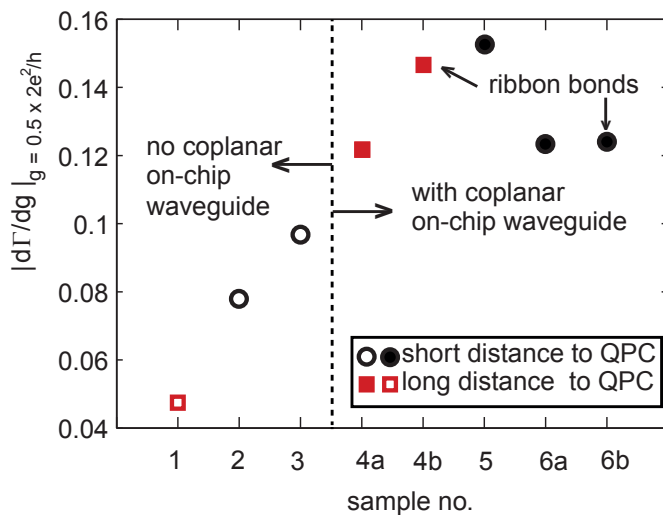 0.16
0.14
0.12
0.1
0.08
0.06
0.04
|dΓ/dg |g = 0.5 x 2e²/h
no coplanar
on-chip
waveguide
ribbon bonds
with coplanar
on-chip waveguide
short distance to QPC
long distance to QPC
1 2 3 4a 4b 5 6a 6b
sample no.